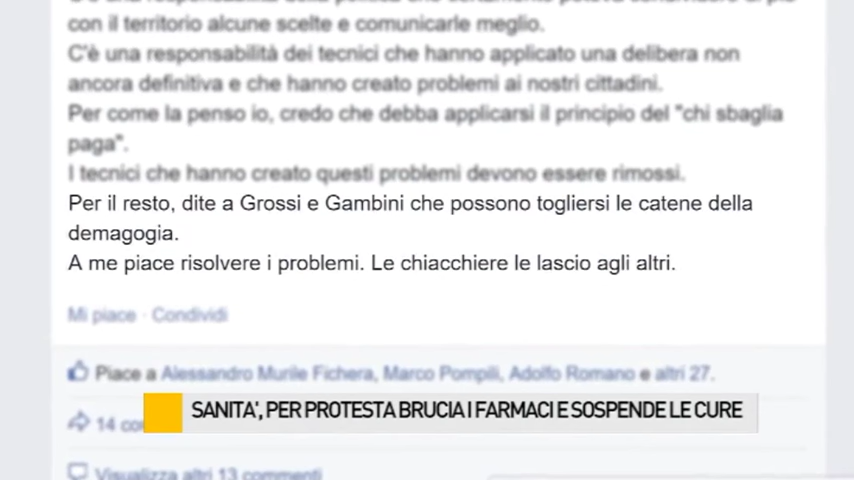 con il territorio alcune scelte e comunicarle meglio.
C'è una responsabilità dei tecnici che hanno applicato una delibera non
ancora definitiva e che hanno creato problemi ai nostri cittadini.
Per come la penso io, credo che debba applicarsi il principio del "chi sbaglia
paga".
I tecnici che hanno creato questi problemi devono essere rimossi.
Per il resto, dite a Grossi e Gambini che possono togliersi le catene della
demagogia.
A me piace risolvere i problemi. Le chiacchiere le lascio agli altri.
Mi piace · Condividi
Piace a Alessandro Murile Fichera, Marco Pompili, Adolfo Romano e altri 27.
SANITA', PER PROTESTA BRUCIA I FARMACI E SOSPENDE LE CURE
14
Visualizza altri 13 commenti